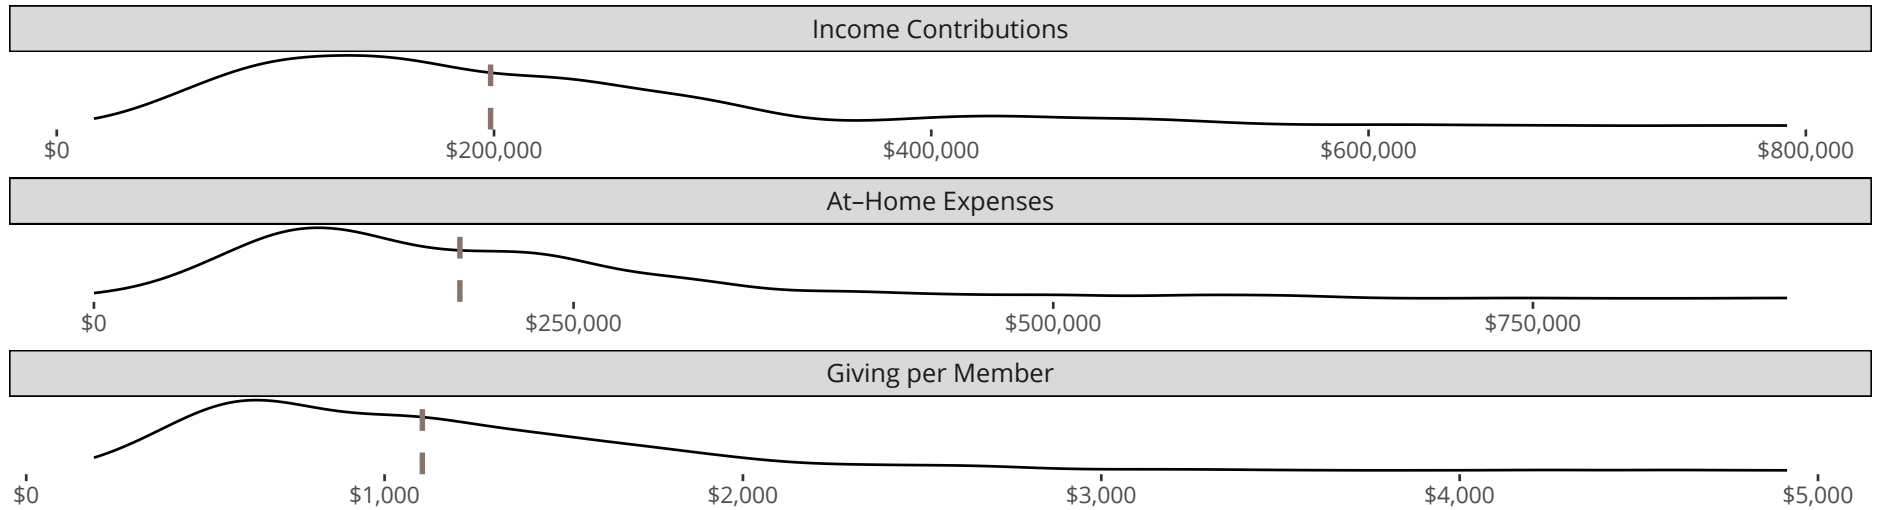 Income Contributions
$0 $200,000 $400,000 $600,000 $800,000
At–Home Expenses
$0 $250,000 $500,000 $750,000
Giving per Member
$0 $1,000 $2,000 $3,000 $4,000 $5,000